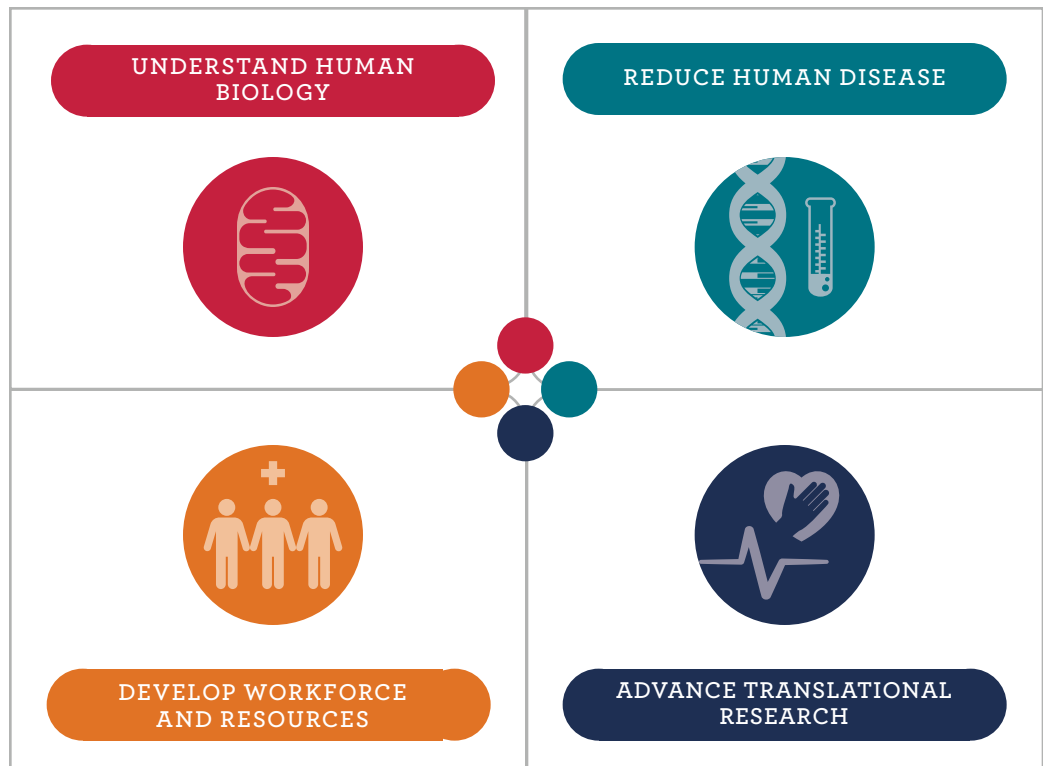 UNDERSTAND HUMAN
BIOLOGY
REDUCE HUMAN DISEASE
DEVELOP WORKFORCE
AND RESOURCES
ADVANCE TRANSLATIONAL
RESEARCH